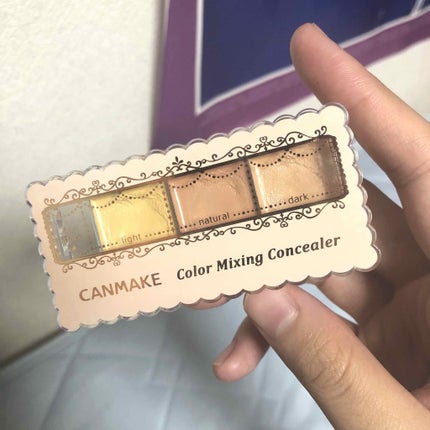 light natural dark
CANMAKE Color Mixing Concealer